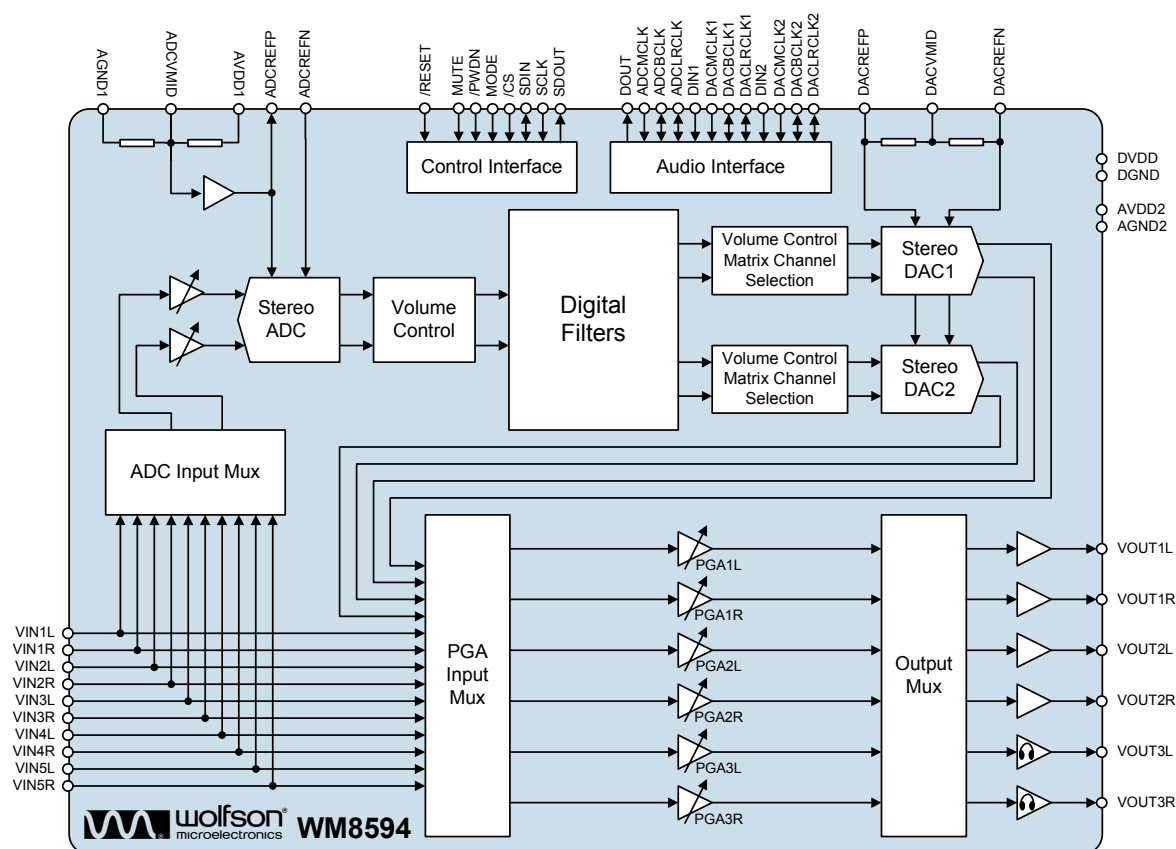 AGND1
ADCVMID
AVDD1
ADCREFP
ADCREFN
/RESET
MUTE
/PWDN
MODE
/CS
SDIN
SCLK
SDOUT
DOUT
ADCMCLK
ADCBCLK
ADCLRCLK
DIN1
DACMCLK1
DACBCLK1
DACLRCLK1
DIN2
DACMCLK2
DACBCLK2
DACLRCLK2
DACREFP
DACVMID
DACREFN
Control Interface
Audio Interface
DVDD
DGND
AVDD2
AGND2
Stereo
ADC
Volume
Control
Digital
Filters
Volume Control
Matrix Channel
Selection
Stereo
DAC1
Volume Control
Matrix Channel
Selection
Stereo
DAC2
ADC Input Mux
VIN1L
VIN1R
VIN2L
VIN2R
VIN3L
VIN3R
VIN4L
VIN4R
VIN5L
VIN5R
PGA
Input
Mux
PGA1L
PGA1R
PGA2L
PGA2R
PGA3L
PGA3R
Output
Mux
VOUT1L
VOUT1R
VOUT2L
VOUT2R
VOUT3L
VOUT3R
wolfson®
microelectronics
WM8594